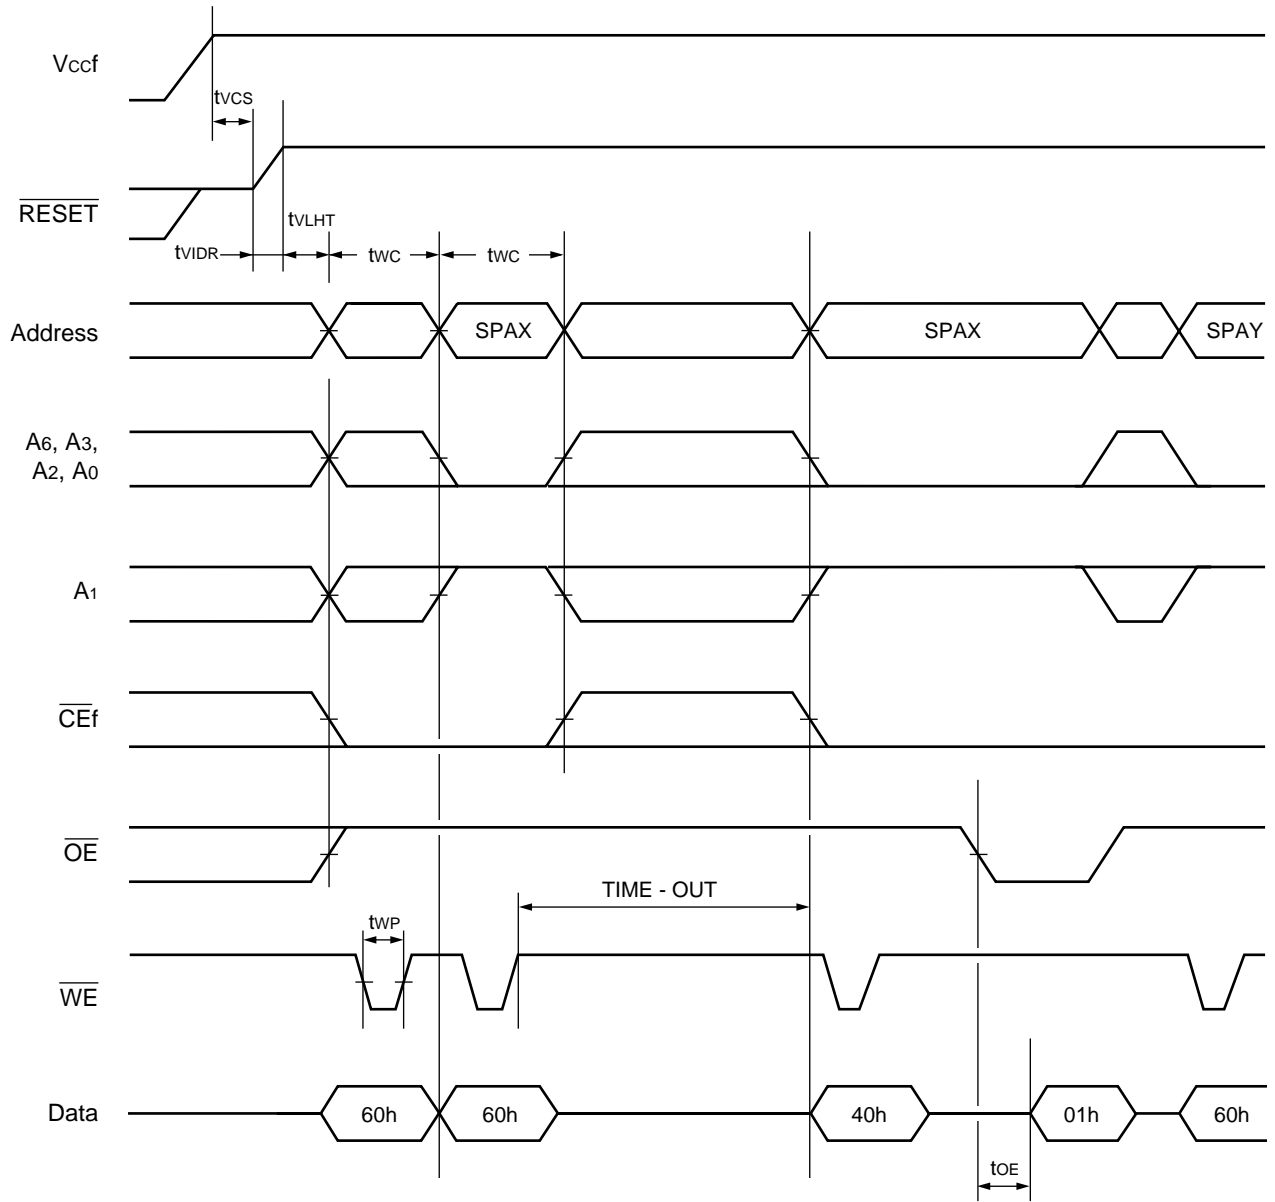 Vccf
tVCS
RESET
tVLHT
tVIDR
tWC
tWC
Address
SPAX
SPAX
SPAY
A6, A3,
A2, A0
A1
CEf
OE
TIME - OUT
tWP
WE
Data
60h
60h
40h
01h
60h
tOE